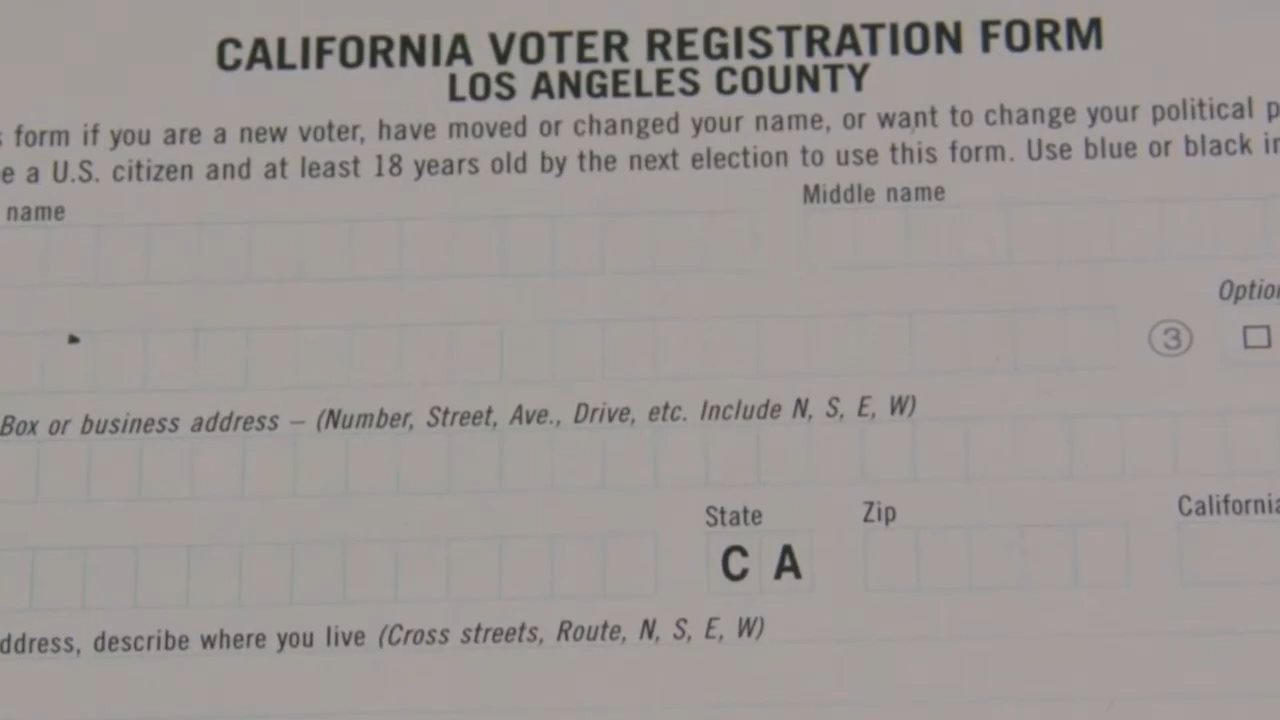 CALIFORNIA VOTER REGISTRATION FORM
LOS ANGELES COUNTY
form if you are a new voter, have moved or changed your name, or want to change your political
a U.S. citizen and at least 18 years old by the next election to use this form. Use blue or black
name
Middle name
3
Box or business address – (Number, Street, Ave., Drive, etc. Include N, S, E, W)
State
Zip
California
C A
describe where you live (Cross streets, Route, N, S, E, W)